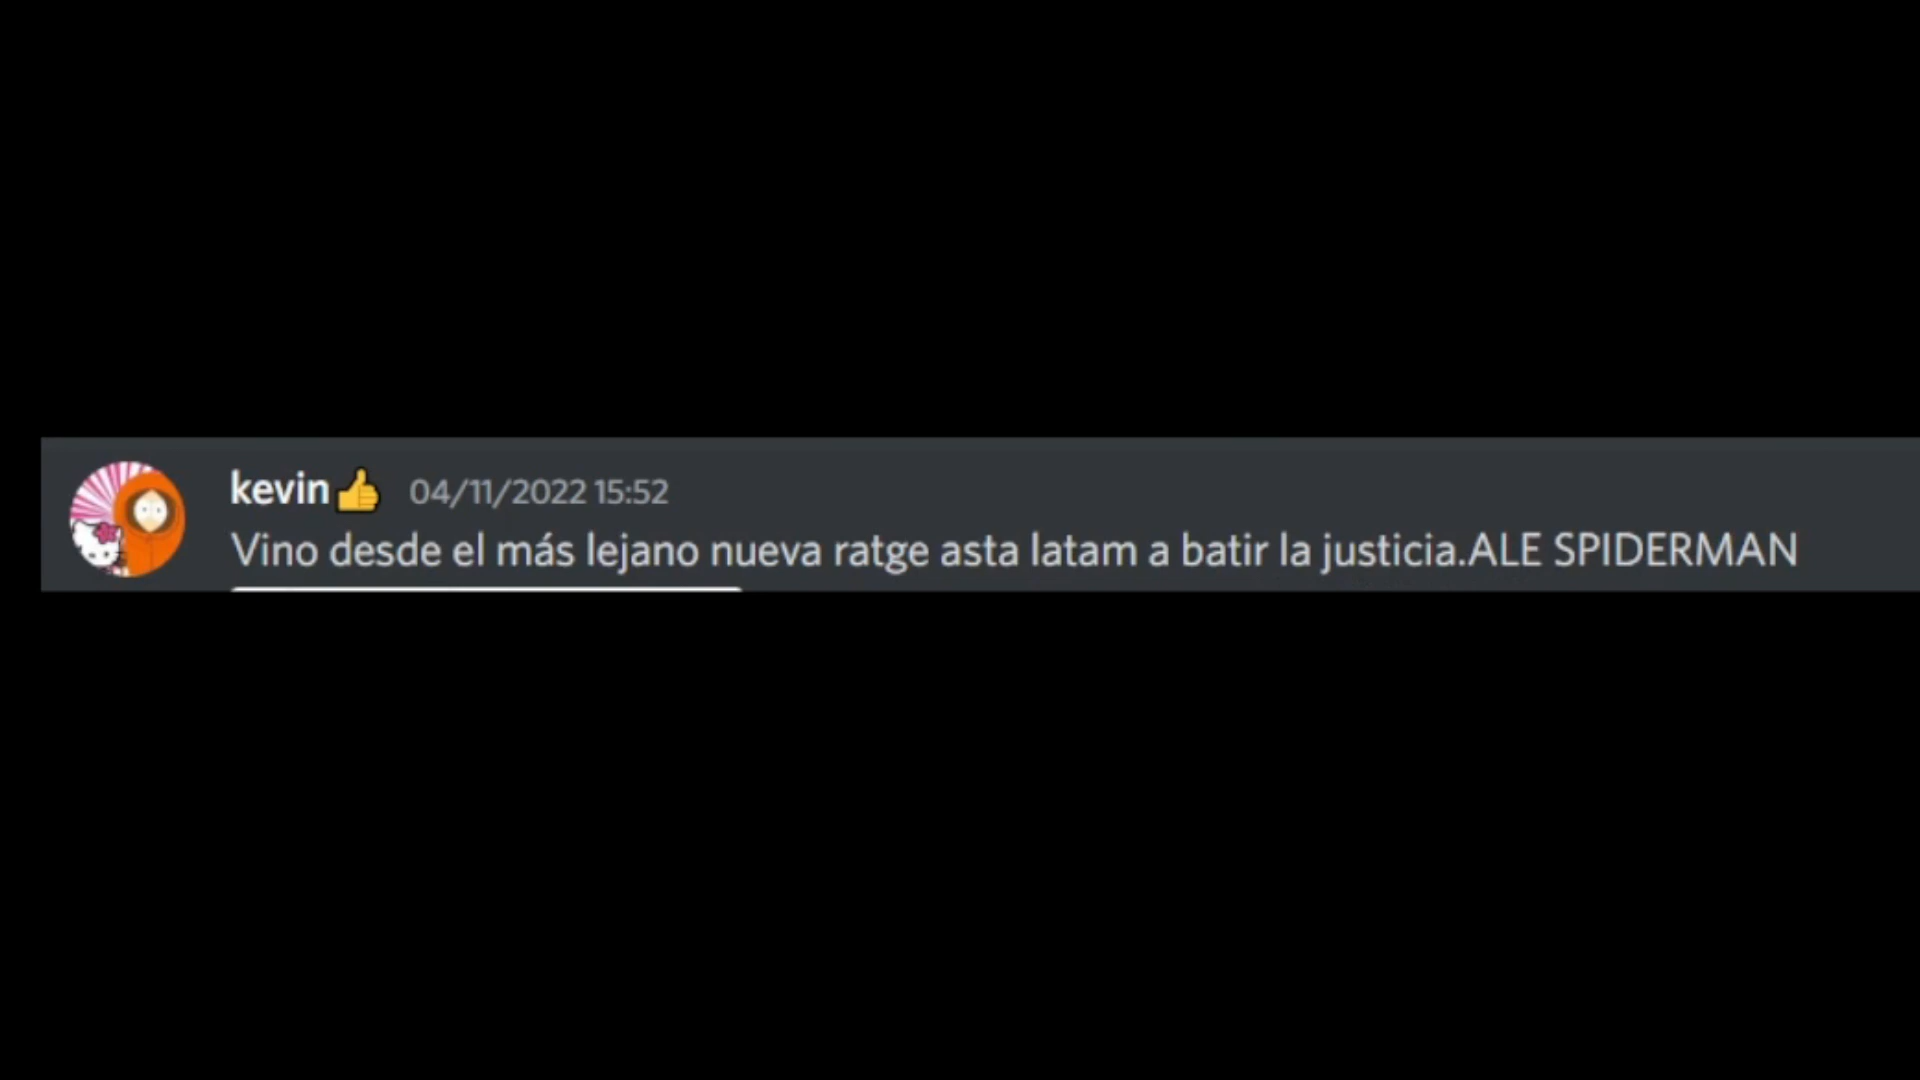 kevin👍 04/11/2022 15:52
Vino desde el más lejano nueva ratge asta latam a batir la justicia.ALE SPIDERMAN